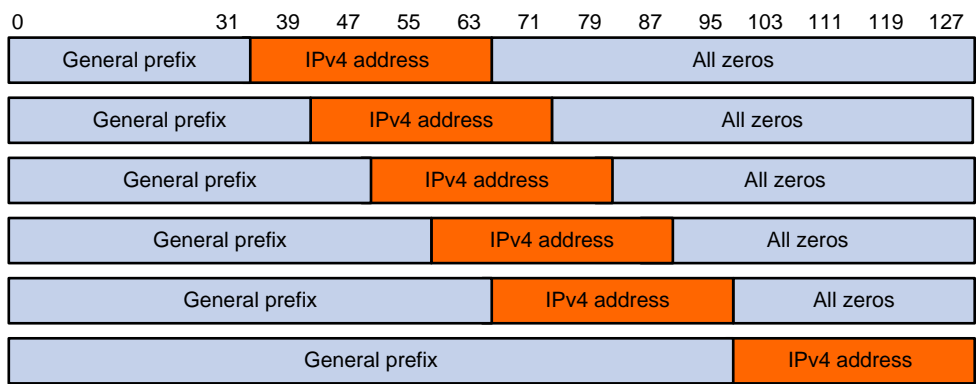 0 31 39 47 55 63 71 79 87 95 103 111 119 127
General prefix IPv4 address All zeros
General prefix IPv4 address All zeros
General prefix IPv4 address All zeros
General prefix IPv4 address All zeros
General prefix IPv4 address All zeros
General prefix IPv4 address